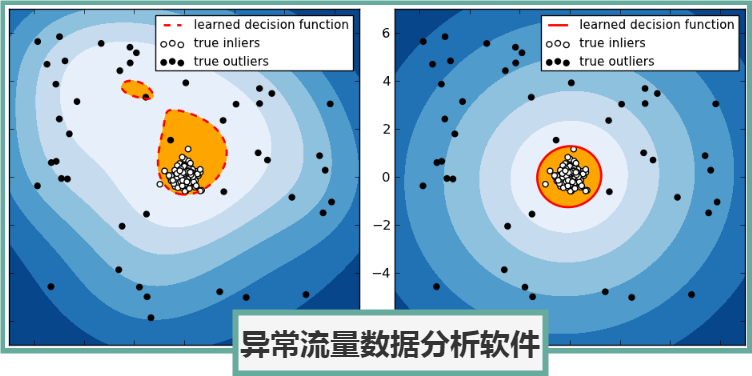 learned decision function
true inliers
true outliers
learned decision function
true inliers
true outliers
6
4
2
0
−2
−4
异常流量数据分析软件